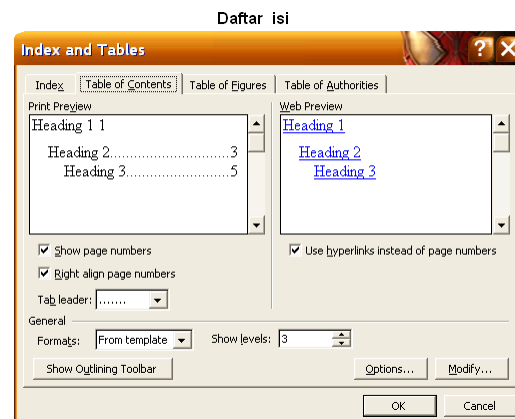 Daftar isi
Index and Tables
Index Table of Contents Table of Figures Table of Authorities
Print Preview Web Preview
Heading 1 1 Heading 1
Heading 2..............................3 Heading 2
Heading 3...........................5 Heading 3
Show page numbers Use hyperlinks instead of page numbers
Right align page numbers
Tab leader: .......
General
Formats: From template Show levels: 3
Show Outlining Toolbar Options... Modify...
OK Cancel